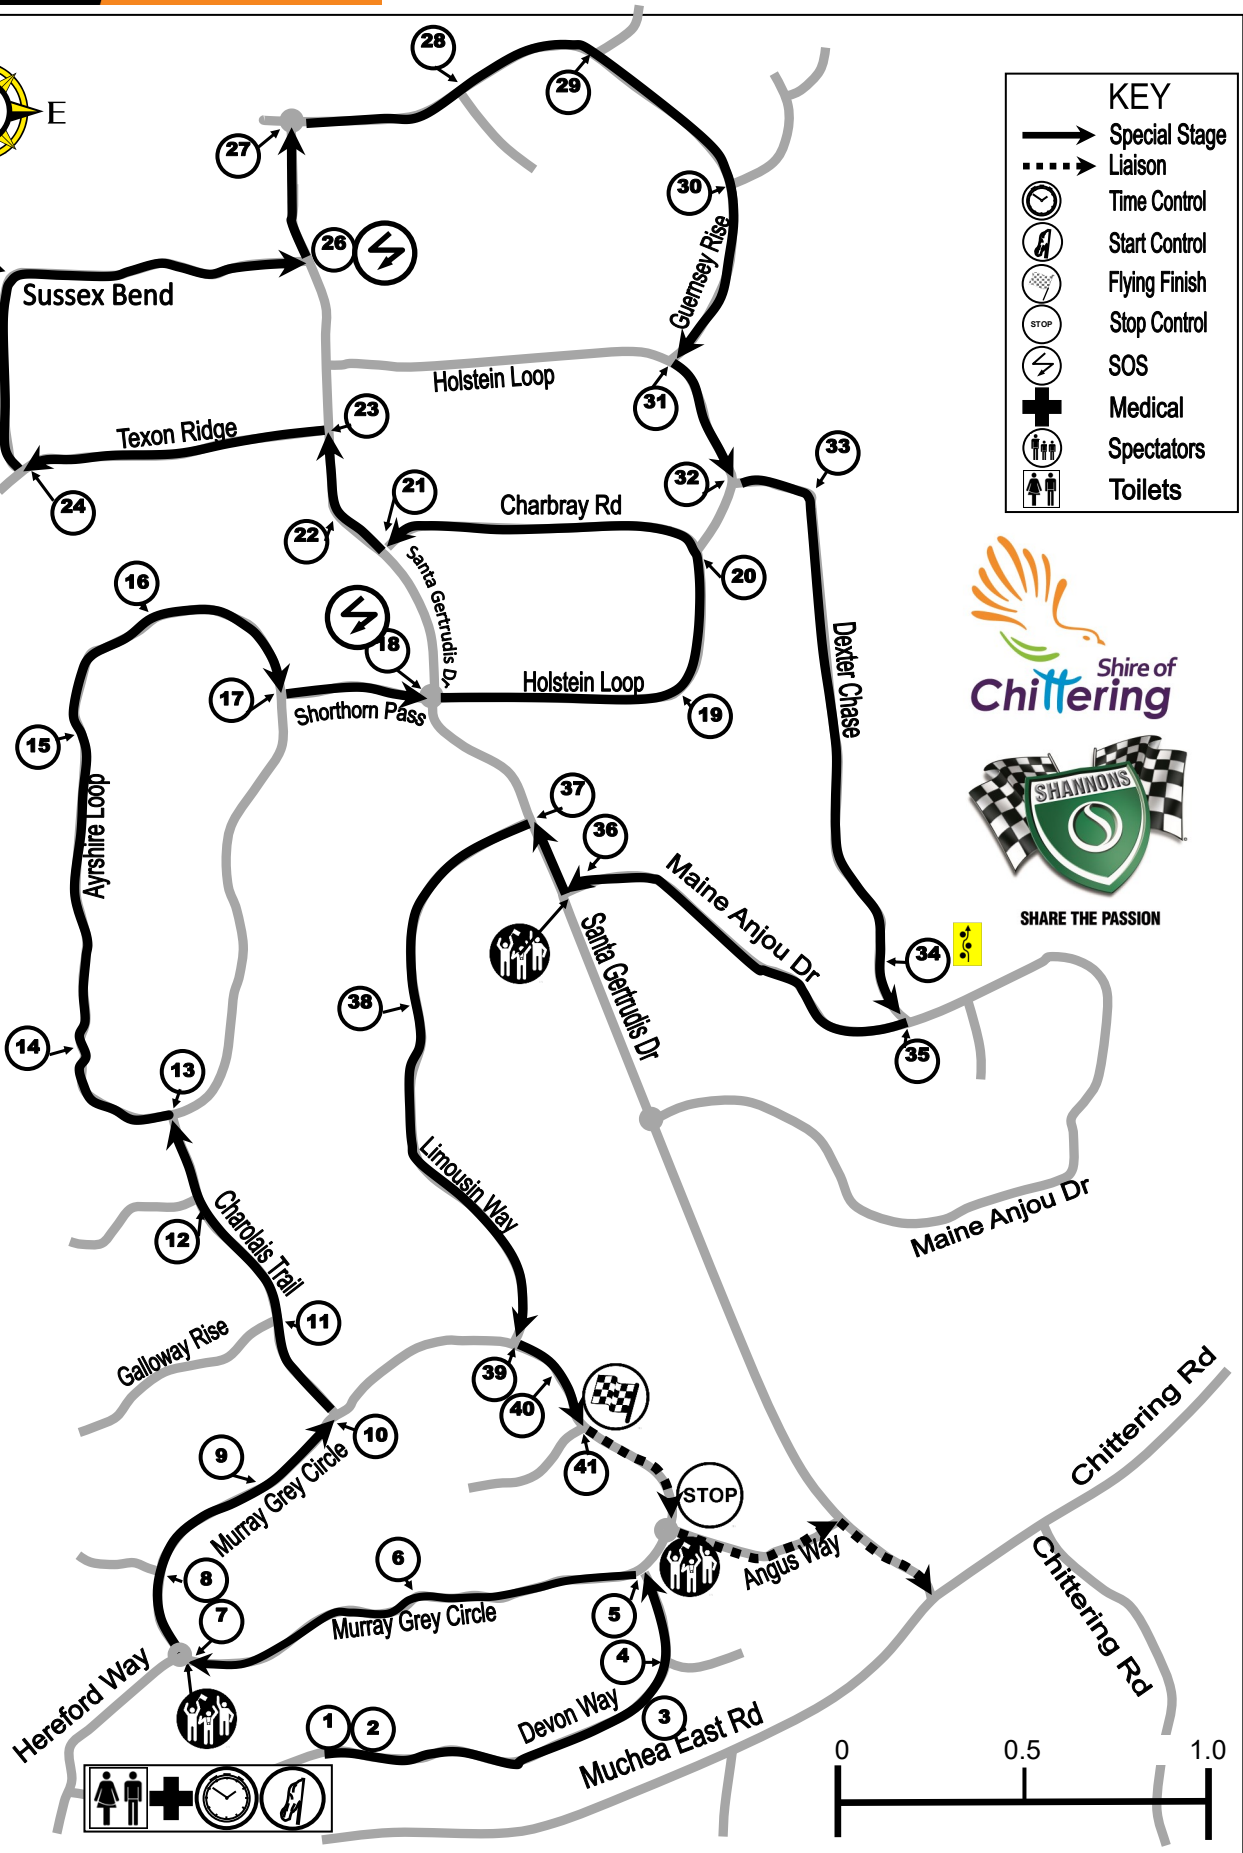 28
29
E
KEY
Special Stage
Liaison
Time Control
Start Control
Flying Finish
STOP
Stop Control
SOS
Medical
Spectators
Toilets
27
30
26
Guernsey Rise
Sussex Bend
Holstein Loop
31
23
Texon Ridge
24
33
32
21
Charbray Rd
22
20
Santa Gertrudis Dr
16
18
17
Shorthorn Pass
Holstein Loop
19
Dexter Chase
15
Ayrshire Loop
Shire of
Chittering
SHANNONS
SHARE THE PASSION
37
36
Maine Anjou Dr
Santa Gertrudis Dr
34
35
38
14
13
Limousin Way
Maine Anjou Dr
12
Charolais Trail
11
Galloway Rise
39
40
10
9
Murray Grey Circle
41
STOP
Chittering Rd
Chittering Rd
Angus Way
8
6
7
Murray Grey Circle
5
4
3
Hereford Way
1
2
Devon Way
Muchea East Rd
0
0.5
1.0